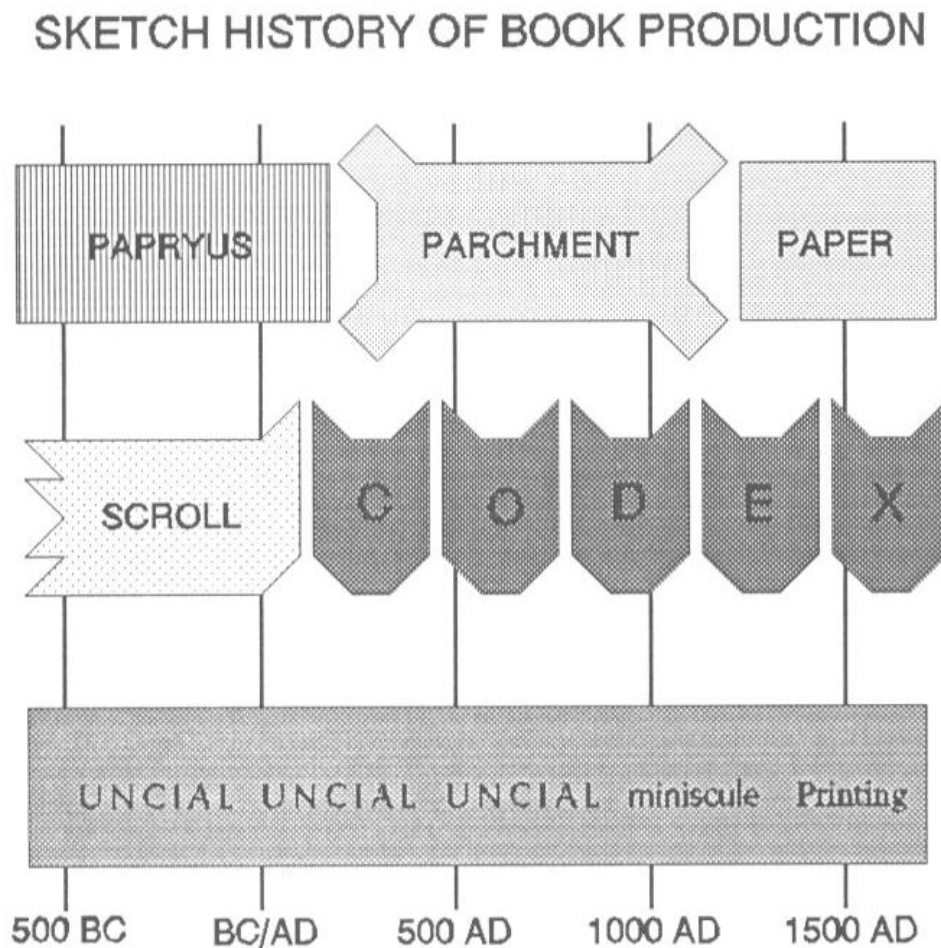 SKETCH HISTORY OF BOOK PRODUCTION
PAPRYUS PARCHMENT PAPER
SCROLL C O D E X
UNCIAL UNCIAL UNCIAL miniscule Printing
500 BC BC/AD 500 AD 1000 AD 1500 AD